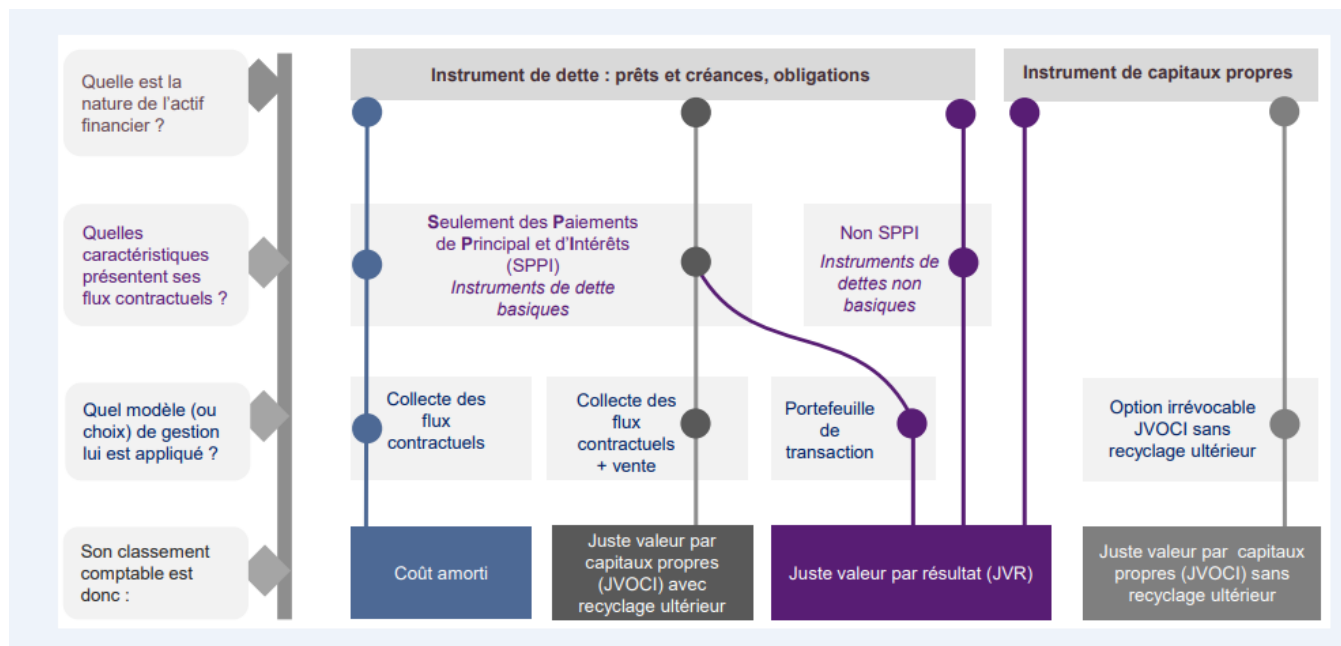 Quelle est la
nature de l'actif
financier ?
Instrument de dette : prêts et créances, obligations
Instrument de capitaux propres
Quelles
caractéristiques
présentent ses
flux contractuels ?
Seulement des Paiements
de Principal et d'Intérêts
(SPPI)
Instruments de dette
basiques
Non SPPI
Instruments de
dettes non
basiques
Quel modèle (ou
choix) de gestion
lui est appliqué ?
Collecte des
flux
contractuels
Collecte des
flux
contractuels
+ vente
Portefeuille
de
transaction
Option irrévocable
JVOCI sans
recyclage ultérieur
Son classement
comptable est
donc :
Coût amorti
Juste valeur par
capitaux propres
(JVOCI) avec
recyclage ultérieur
Juste valeur par résultat (JVR)
Juste valeur par capitaux
propres (JVOCI) sans
recyclage ultérieur